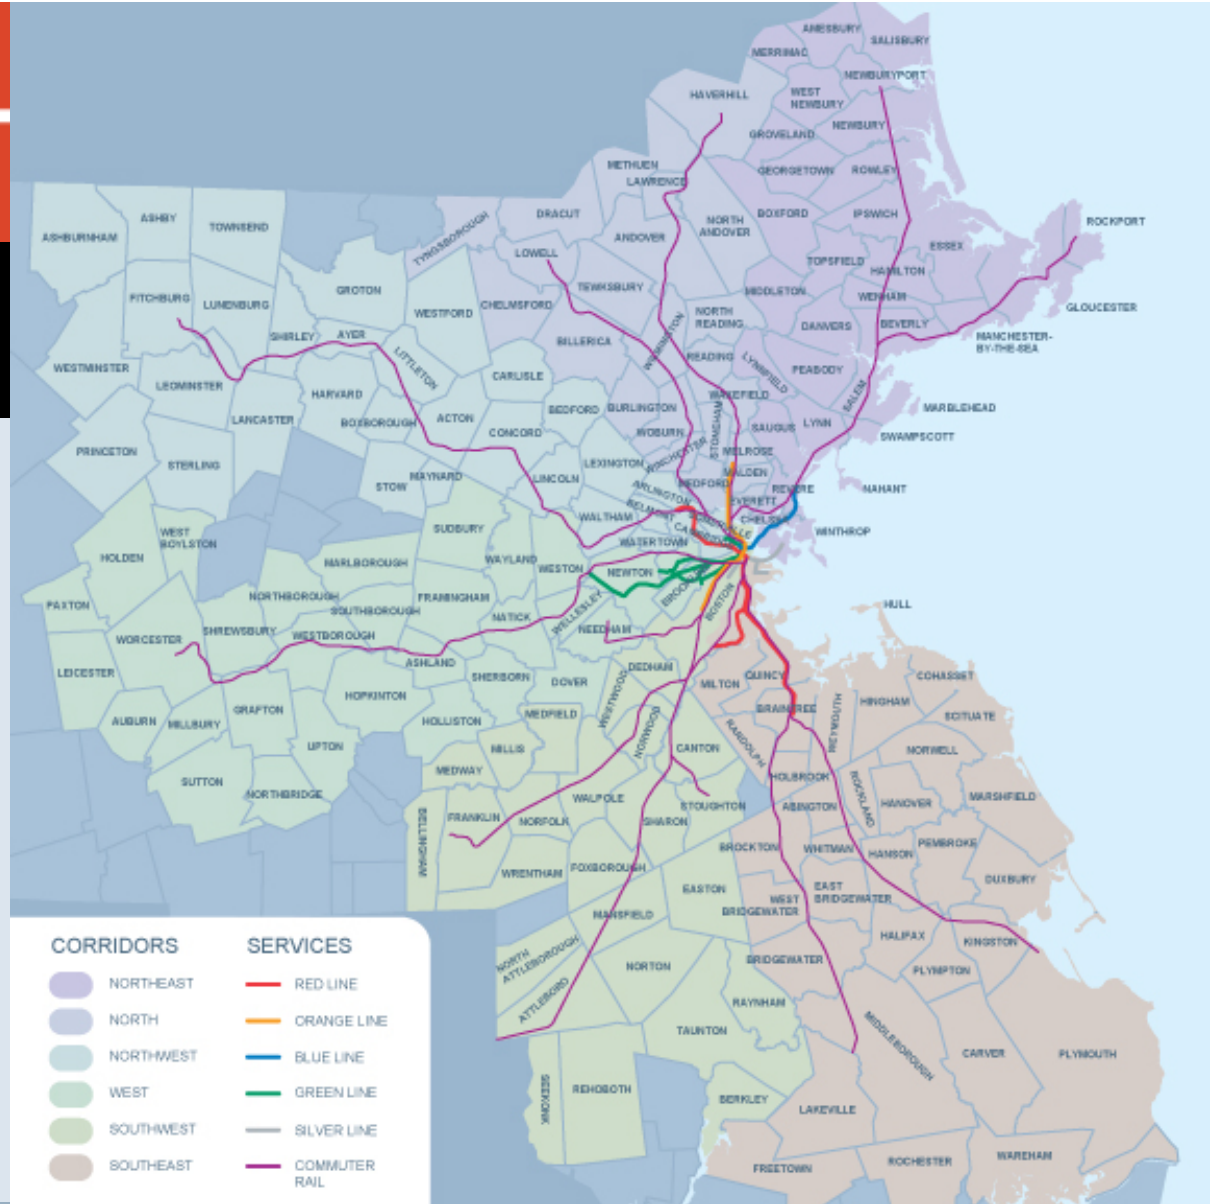 AMESBURY
SALISBURY
MERRIMAC
NEWBURYPORT
HAVERHILL
WEST
NEWBURY
NEWBURY
GROVELAND
METHUEN
LAWRENCE
GEORGETOWN
ROWLEY
ASHBURNHAM
ASHBY
TOWNSEND
TYNGSBOROUGH
DRACUT
NORTH
ANDOVER
BOXFORD
IPSWICH
ROCKPORT
ANDOVER
ESSEX
LOWELL
TOPSFIELD
HAMILTON
FITCHBURG
LUNENBURG
GROTON
WESTFORD
CHELMSFORD
TEWKSBURY
MIDDLETON
WENHAM
GLOUCESTER
NORTH
READING
DANVERS
BEVERLY
MANCHESTER-
BY-THE-SEA
SHIRLEY
AYER
BILLERICA
WILMINGTON
READING
LYNNFIELD
PEABODY
WESTMINSTER
LEOMINSTER
LITTLETON
HARVARD
CARLISLE
WAKEFIELD
SALEM
MARBLEHEAD
LANCASTER
BOXBOROUGH
ACTON
BEDFORD
BURLINGTON
STONEHAM
SAUGUS
LYNN
SWAMPSCOTT
CONCORD
WOBURN
PRINCETON
STERLING
WINCHESTER
MELROSE
LEXINGTON
MALDEN
MAYNARD
STOW
LINCOLN
ARLINGTON
MEDFORD
REVERE
NAHANT
EVERETT
BELMONT
SOMERVILLE
CHELSEA
WALTHAM
CAMBRIDGE
WINTHROP
SUDBURY
WEST
BOYLSTON
WATERTOWN
HOLDEN
MARLBOROUGH
WAYLAND
WESTON
NEWTON
BROOKLINE
BOSTON
PAXTON
NORTHBOROUGH
SOUTHBOROUGH
FRAMINGHAM
HULL
WORCESTER
SHREWSBURY
WESTBOROUGH
NATICK
WELLESLEY
NEEDHAM
LEICESTER
ASHLAND
SHERBORN
DOVER
DEDHAM
WESTWOOD
MILTON
QUINCY
COHASSET
HINGHAM
SCITUATE
AUBURN
MILLBURY
GRAFTON
HOPKINTON
HOLLISTON
MEDFIELD
NORWOOD
BRAINTREE
WEYMOUTH
RANDOLPH
NORWELL
UPTON
MILLIS
CANTON
MEDWAY
SUTTON
NORTHBRIDGE
HOLBROOK
ROCKLAND
MARSHFIELD
WALPOLE
STOUGHTON
ABINGTON
HANOVER
BELLINGHAM
FRANKLIN
NORFOLK
SHARON
BROCKTON
WHITMAN
HANSON
PEMBROKE
WRENTHAM
FOXBOROUGH
DUXBURY
EASTON
EAST
BRIDGEWATER
WEST
BRIDGEWATER
MANSFIELD
HALIFAX
KINGSTON
NORTH
ATTLEBOROUGH
NORTON
BRIDGEWATER
PLYMPTON
ATTLEBORO
RAYNHAM
TAUNTON
MIDDLEBOROUGH
CARVER
PLYMOUTH
SEEKONK
REHOBOTH
BERKLEY
LAKEVILLE
FREETOWN
ROCHESTER
WAREHAM
CORRIDORS
NORTHEAST
NORTH
NORTHWEST
WEST
SOUTHWEST
SOUTHEAST
SERVICES
RED LINE
ORANGE LINE
BLUE LINE
GREEN LINE
SILVER LINE
COMMUTER
RAIL